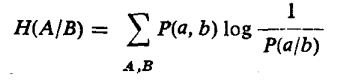 H(A/B) = ∑ P(a, b) log 1/P(a/b)
A,B